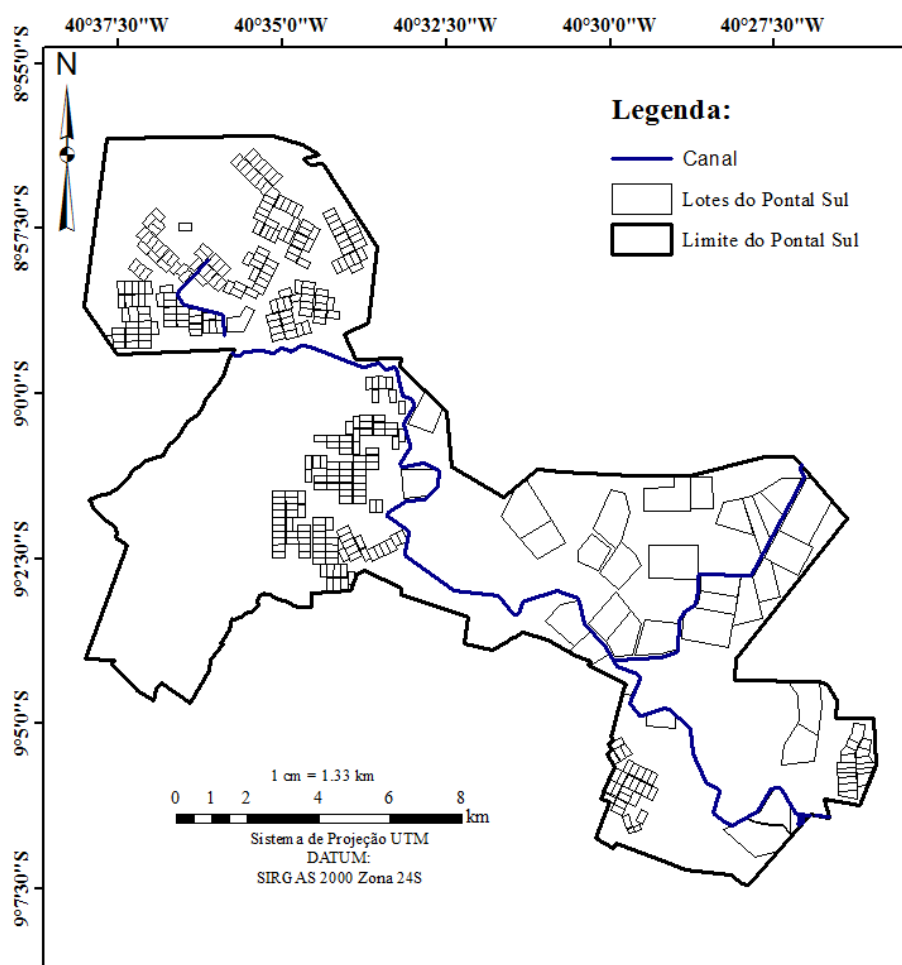 40°37'30"W 40°35'0"W 40°32'30"W 40°30'0"W 40°27'30"W
8°55'0"S
N
Legenda:
Canal
Lotes do Pontal Sul
8°57'30"S
Limite do Pontal Sul
9°0'0"S
9°2'30"S
9°5'0"S
1 cm = 1.33 km
0 1 2 4 6 8
km
Sistema de Projeção UTM
DATUM:
SIRGAS 2000 Zona 24S
9°7'30"S